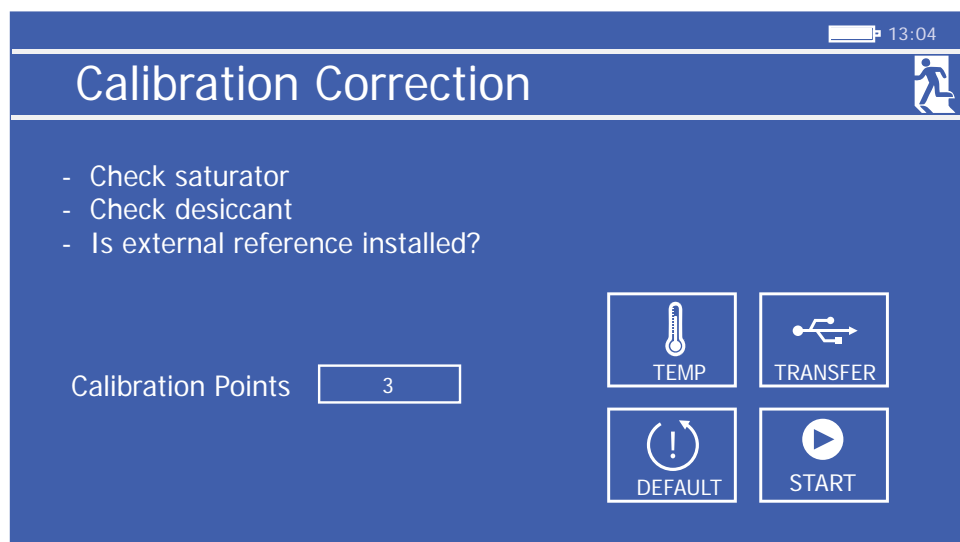 13:04
Calibration Correction
- Check saturator
- Check desiccant
- Is external reference installed?
TEMP
TRANSFER
Calibration Points 3
!
DEFAULT
START